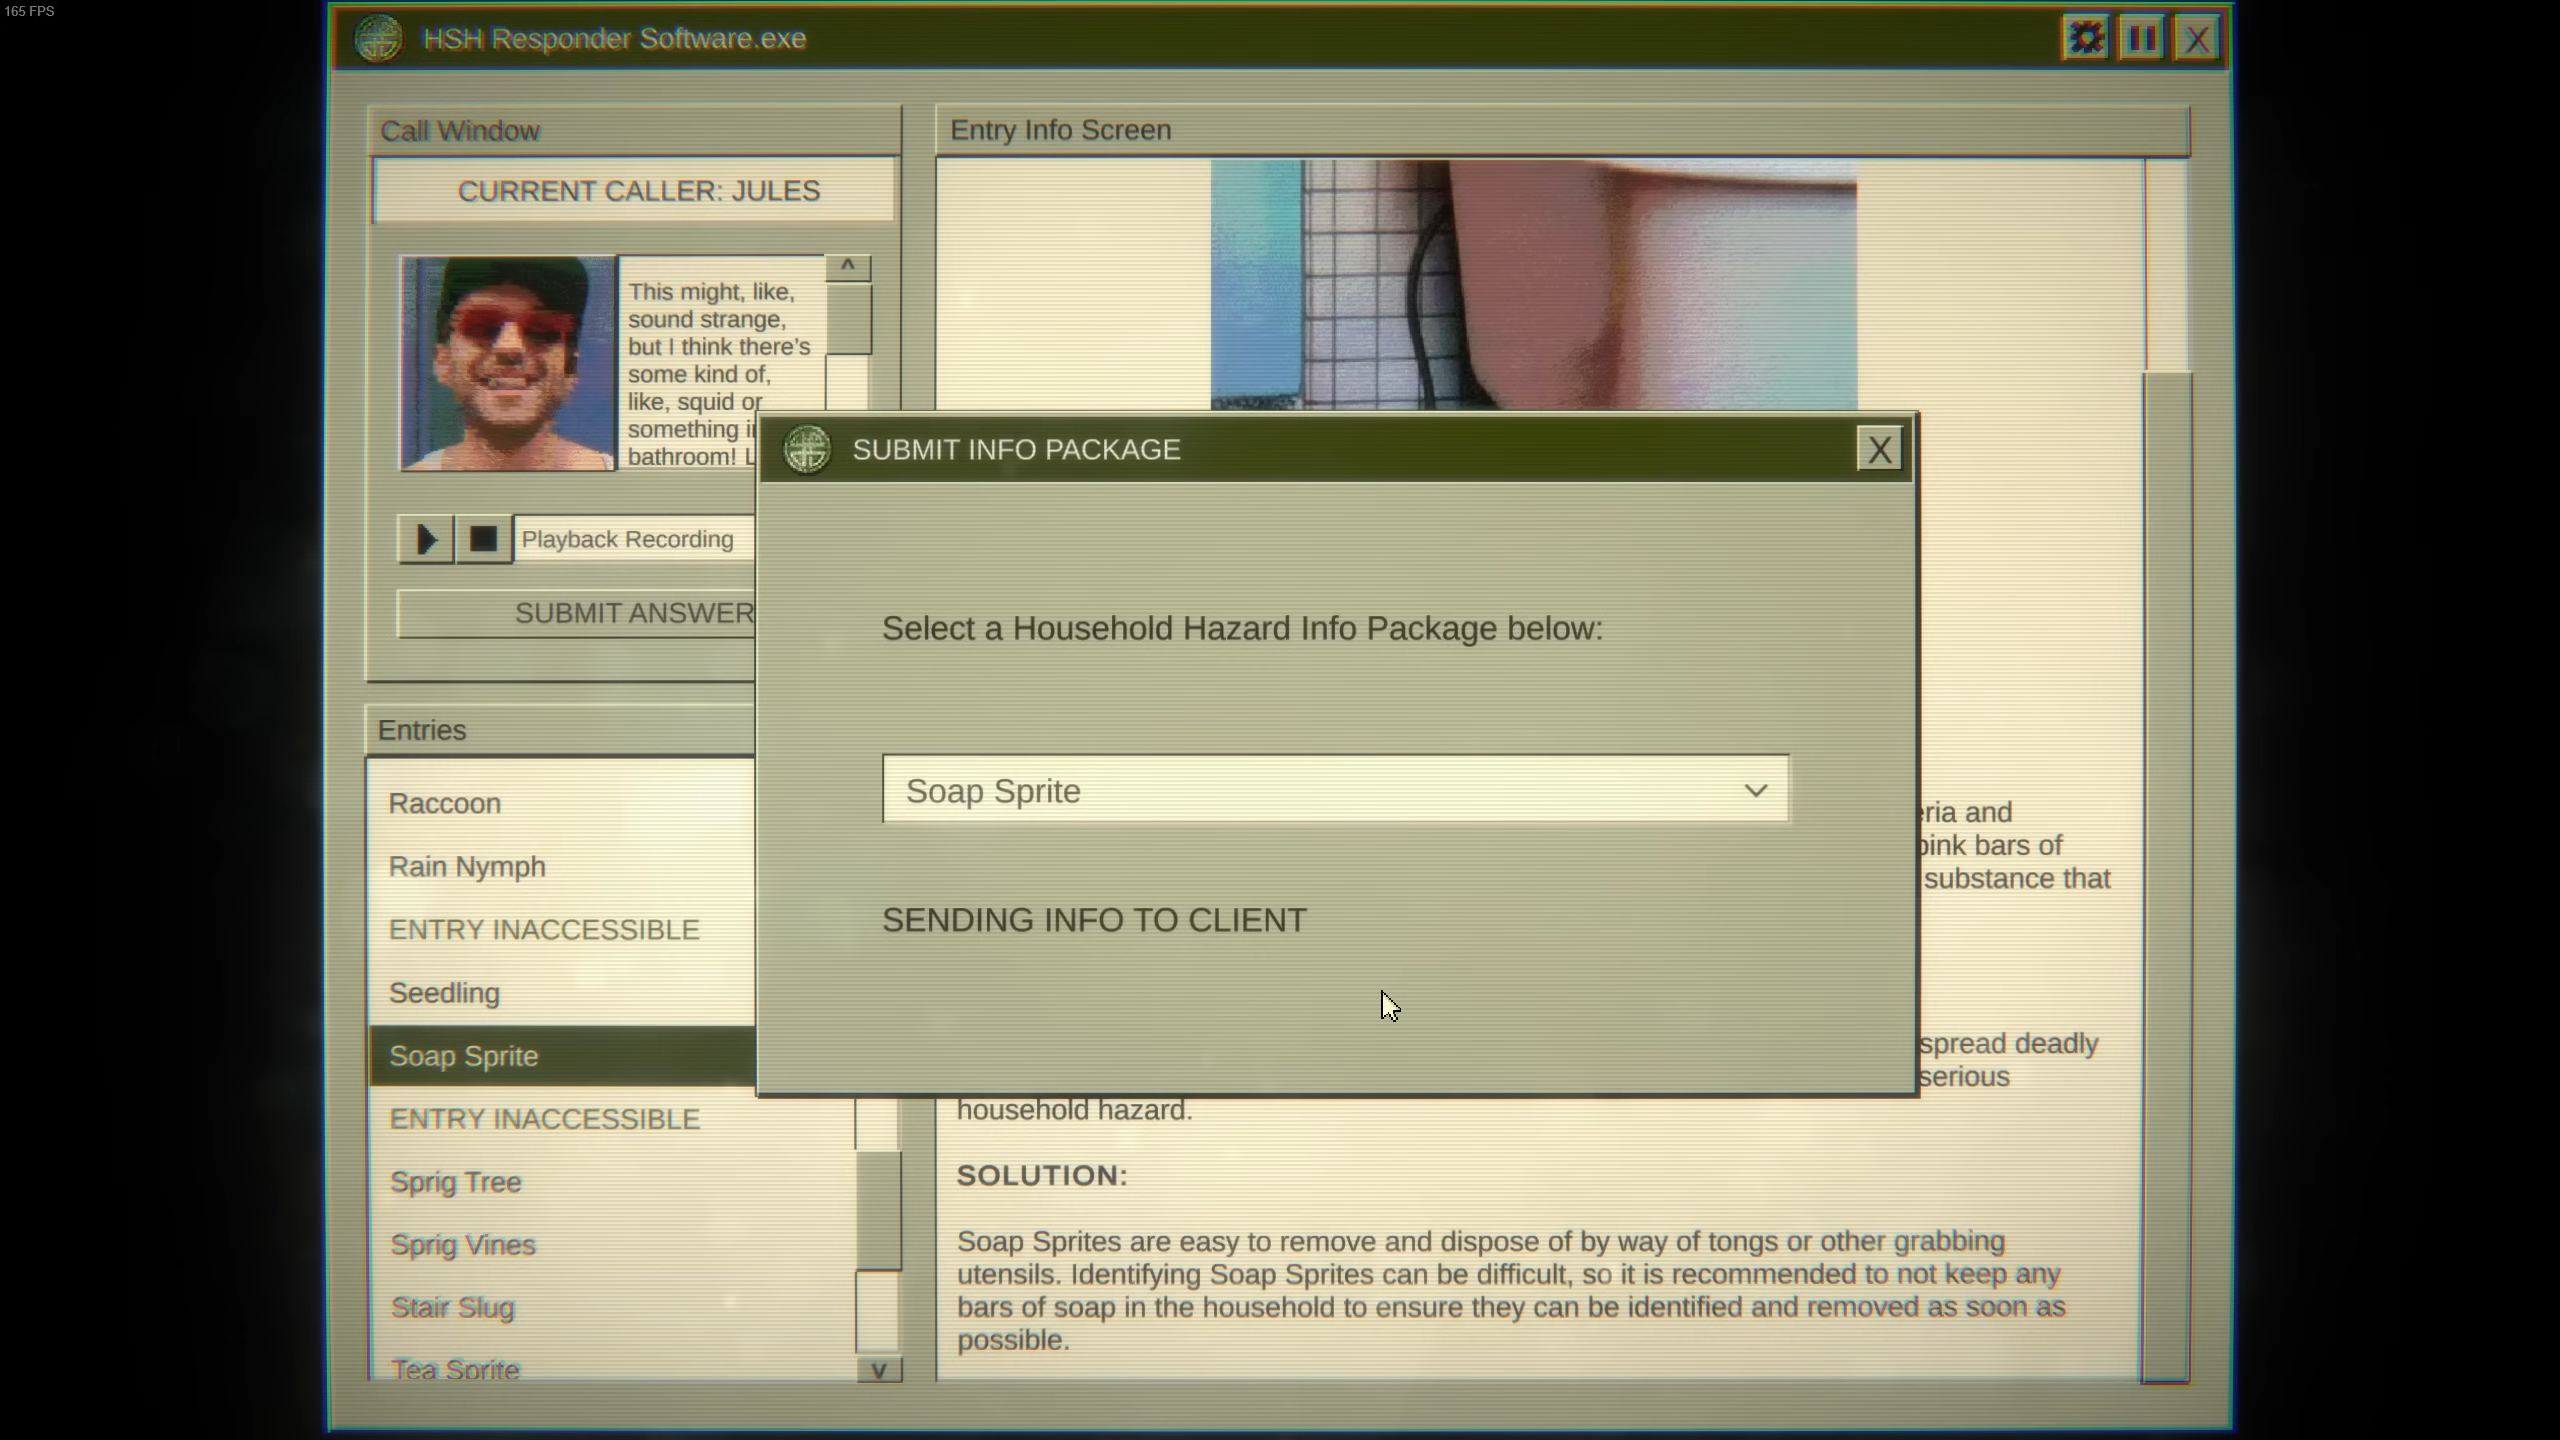 165 FPS
HSH Responder Software.exe
X
Call Window
CURRENT CALLER: JULES
This might, like,
sound strange,
but I think there's
some kind of,
like, squid or
something
bathroom!
Playback Recording
SUBMIT ANSWER
Entry Info Screen
SUBMIT INFO PACKAGE
X
Select a Household Hazard Info Package below:
Soap Sprite
SENDING INFO TO CLIENT
Entries
Raccoon
Rain Nymph
ENTRY INACCESSIBLE
Seedling
Soap Sprite
ENTRY INACCESSIBLE
Sprig Tree
Sprig Vines
Stair Slug
Tea Sprite
and
bars of
substance that
spread deadly
serious
household hazard.
SOLUTION:
Soap Sprites are easy to remove and dispose of by way of tongs or other grabbing
utensils. Identifying Soap Sprites can be difficult, so it is recommended to not keep any
bars of soap in the household to ensure they can be identified and removed as soon as
possible.